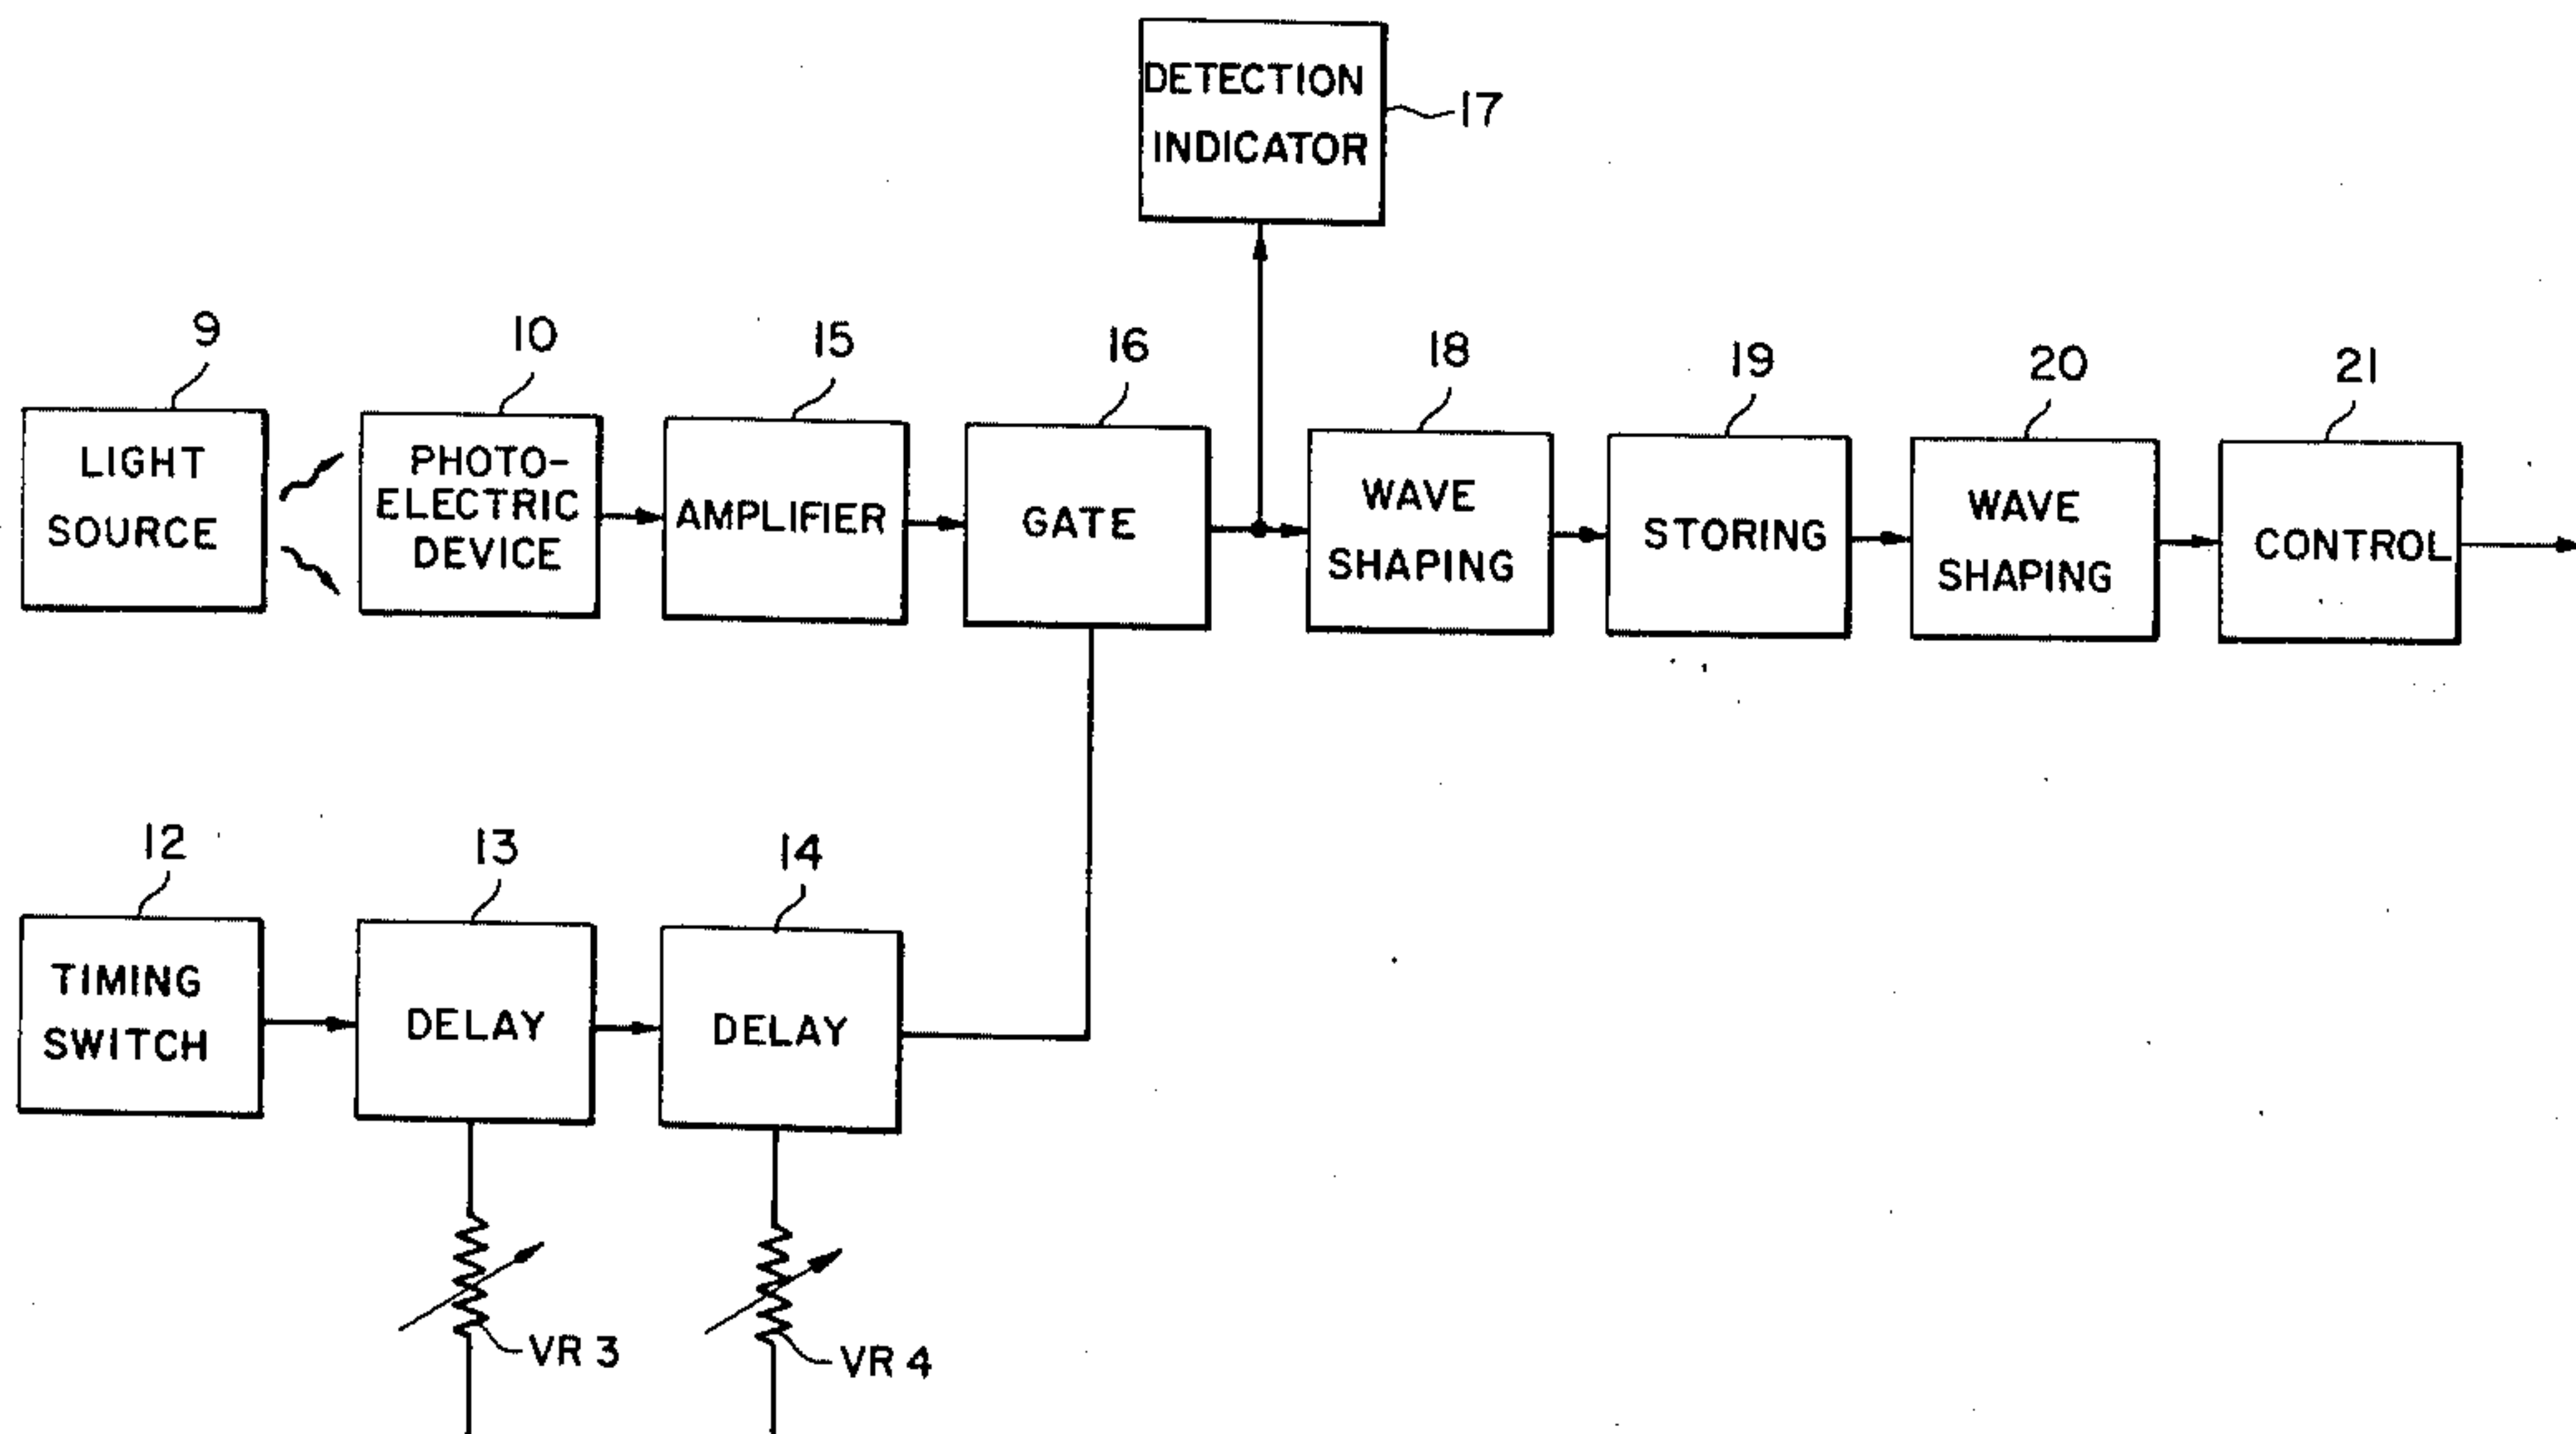 DETECTION
INDICATOR
17
9
10
15
16
18
19
20
21
LIGHT
SOURCE
PHOTO-
ELECTRIC
DEVICE
AMPLIFIER
GATE
WAVE
SHAPING
STORING
WAVE
SHAPING
CONTROL
12
13
14
TIMING
SWITCH
DELAY
DELAY
VR 3
VR 4